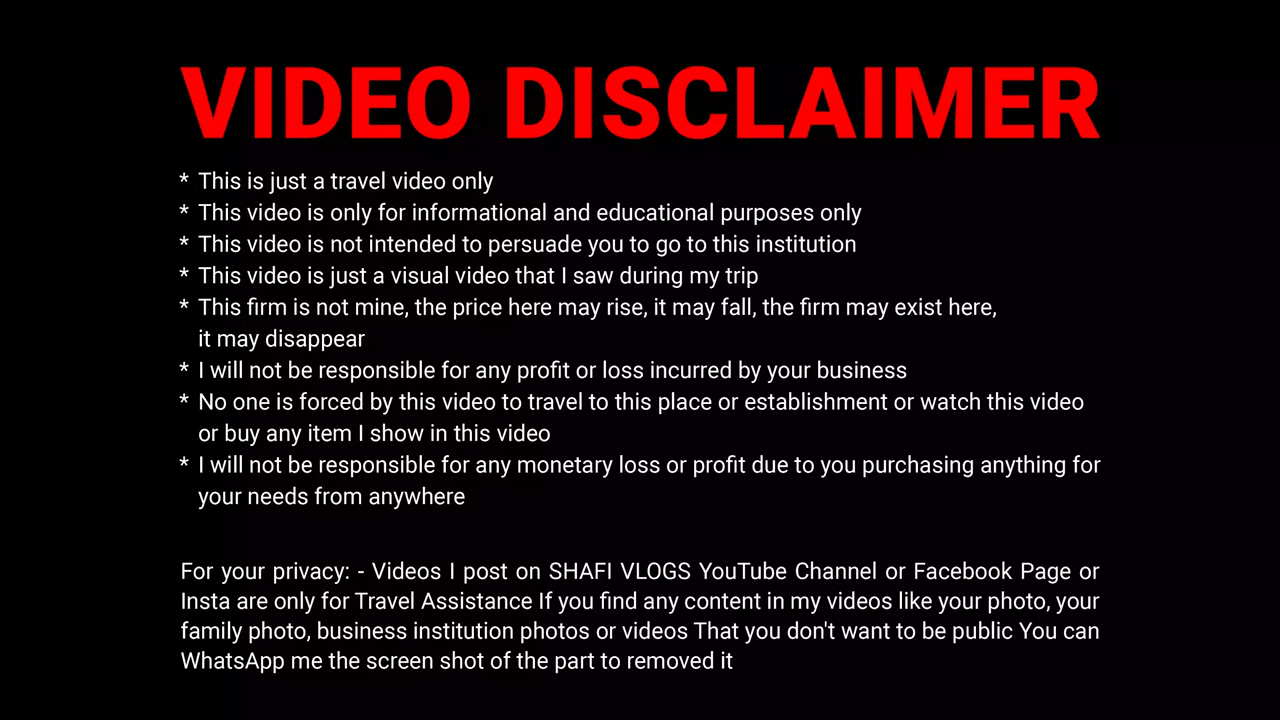 VIDEO DISCLAIMER
* This is just a travel video only
* This video is only for informational and educational purposes only
* This video is not intended to persuade you to go to this institution
* This video is just a visual video that I saw during my trip
* This firm is not mine, the price here may rise, it may fall, the firm may exist here,
it may disappear
* I will not be responsible for any profit or loss incurred by your business
* No one is forced by this video to travel to this place or establishment or watch this video
or buy any item I show in this video
* I will not be responsible for any monetary loss or profit due to you purchasing anything for
your needs from anywhere
For your privacy: - Videos I post on SHAFI VLOGS YouTube Channel or Facebook Page or
Insta are only for Travel Assistance If you find any content in my videos like your photo, your
family photo, business institution photos or videos That you don't want to be public You can
WhatsApp me the screen shot of the part to removed it